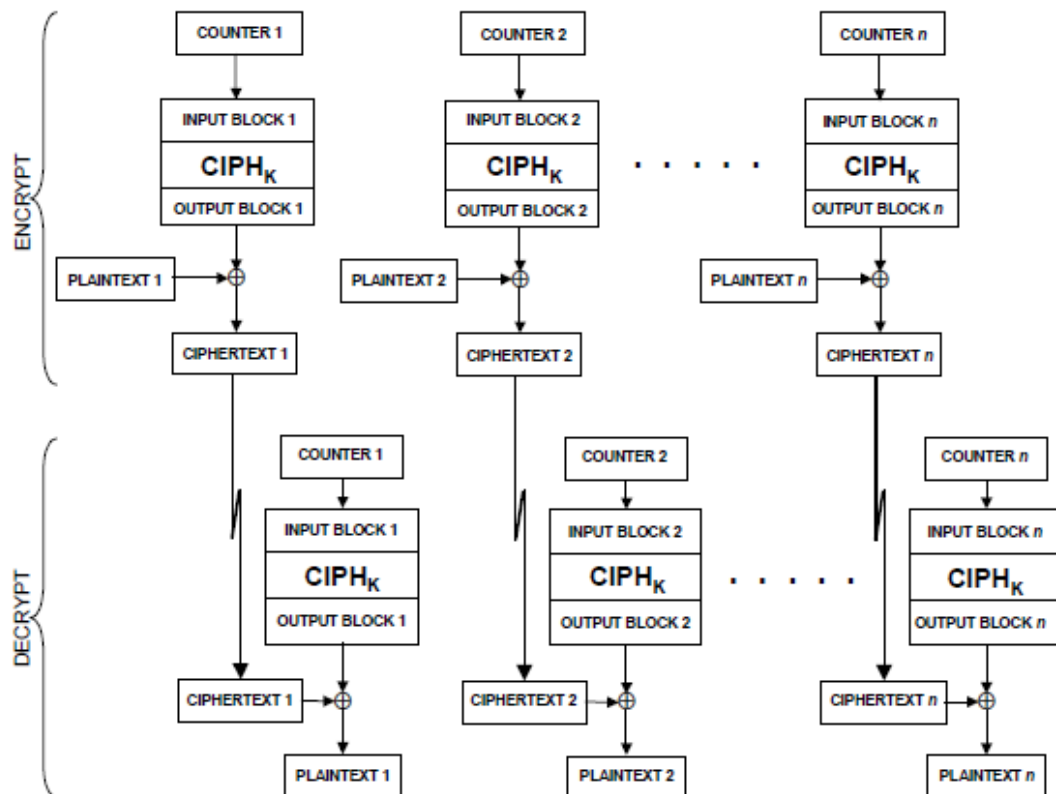 ENCRYPT
COUNTER 1
COUNTER 2
COUNTER n
INPUT BLOCK 1
INPUT BLOCK 2
INPUT BLOCK n
CIPH_K
CIPH_K
CIPH_K
OUTPUT BLOCK 1
OUTPUT BLOCK 2
OUTPUT BLOCK n
PLAINTEXT 1
PLAINTEXT 2
PLAINTEXT n
CIPHERTEXT 1
CIPHERTEXT 2
CIPHERTEXT n
DECRYPT
COUNTER 1
COUNTER 2
COUNTER n
INPUT BLOCK 1
INPUT BLOCK 2
INPUT BLOCK n
CIPH_K
CIPH_K
CIPH_K
OUTPUT BLOCK 1
OUTPUT BLOCK 2
OUTPUT BLOCK n
CIPHERTEXT 1
CIPHERTEXT 2
CIPHERTEXT n
PLAINTEXT 1
PLAINTEXT 2
PLAINTEXT n